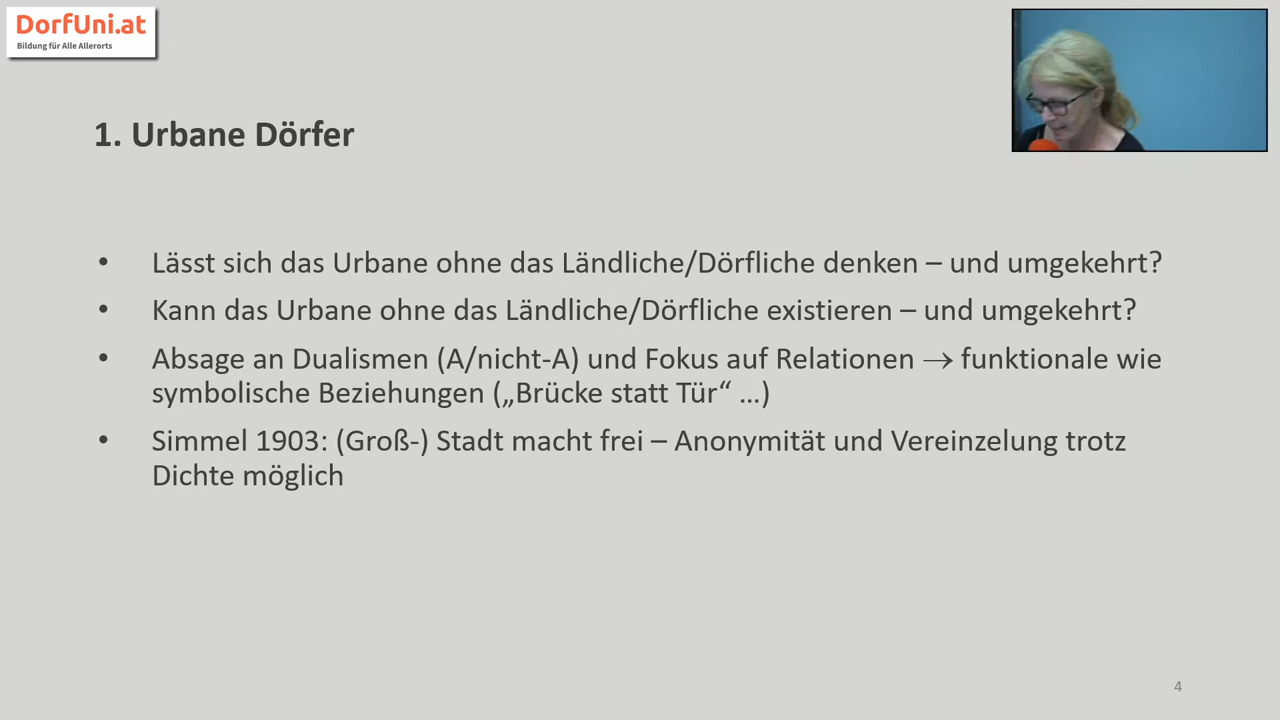 DorfUni.at
Bildung für Alle Allerorts
1. Urbane Dörfer
• Lässt sich das Urbane ohne das Ländliche/Dörfliche denken – und umgekehrt?
• Kann das Urbane ohne das Ländliche/Dörfliche existieren – und umgekehrt?
• Absage an Dualismen (A/nicht-A) und Fokus auf Relationen → funktionale wie
symbolische Beziehungen („Brücke statt Tür“ …)
• Simmel 1903: (Groß-) Stadt macht frei – Anonymität und Vereinzelung trotz
Dichte möglich
4